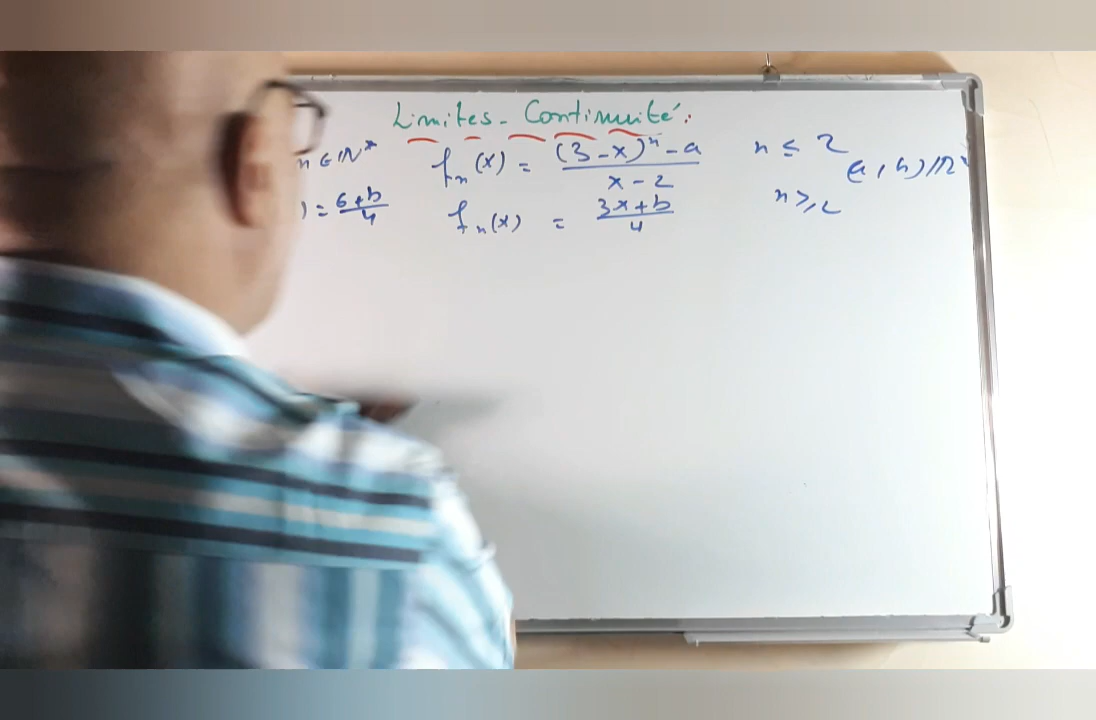 Limites - Continuité:
n ∈ ℕ* fₙ(x) = ((3-x)ⁿ - a)/(x-2) n ≤ 2
(a, b) ∈ ℝ²
) = (6+b)/4 fₙ(x) = (3x+b)/4 n ≥ 2